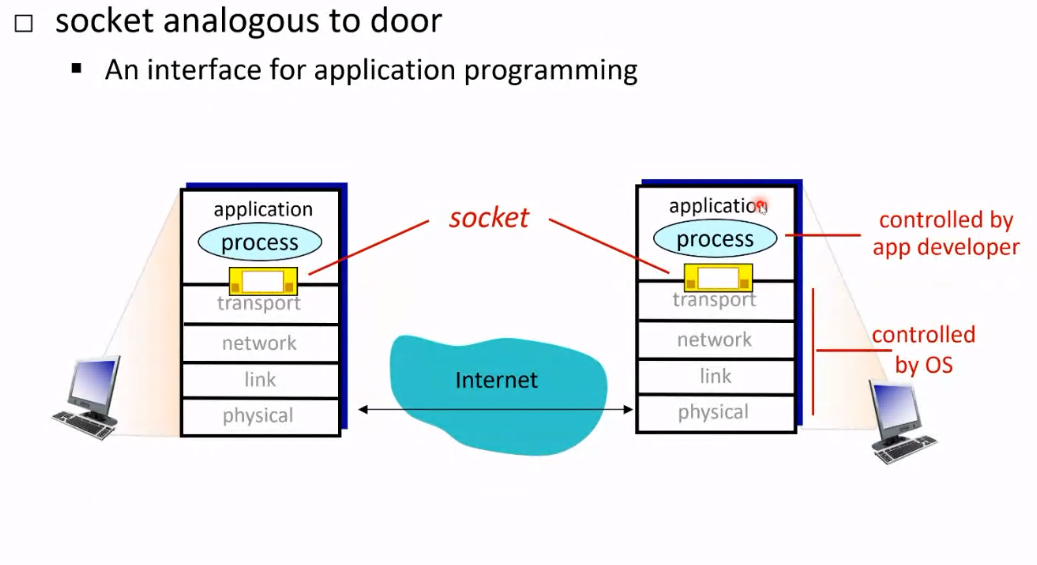 socket analogous to door
An interface for application programming
application
process
transport
network
link
physical
socket
Internet
application
process
transport
network
link
physical
controlled by
app developer
controlled
by OS